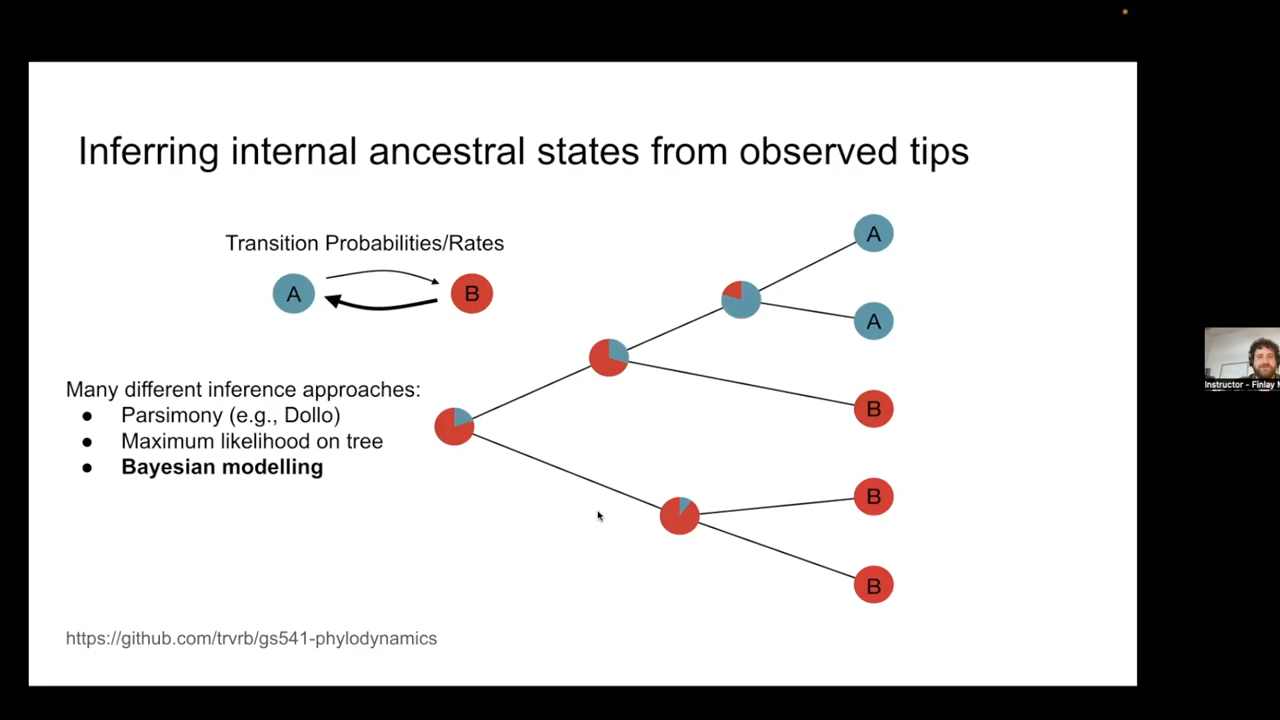 Inferring internal ancestral states from observed tips
Transition Probabilities/Rates
A
B
Many different inference approaches:
● Parsimony (e.g., Dollo)
● Maximum likelihood on tree
● Bayesian modelling
A
A
B
B
B
https://github.com/trvrb/gs541-phylodynamics
Instructor - Finlay M